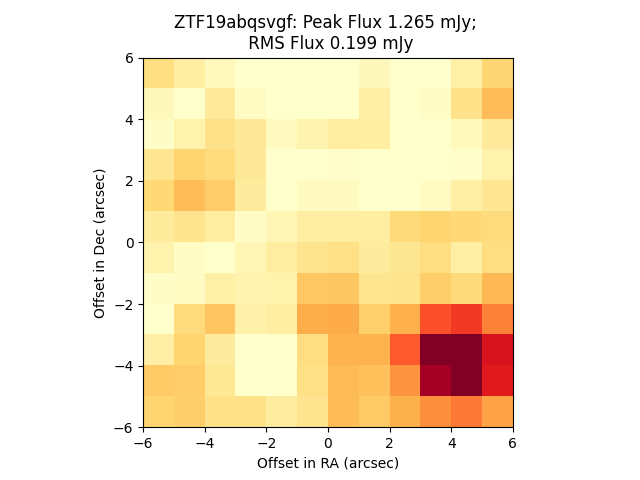 ZTF19abqsvgf: Peak Flux 1.265 mJy;
RMS Flux 0.199 mJy
6
4
2
0
−2
−4
−6
Offset in Dec (arcsec)
−6 −4 −2 0 2 4 6
Offset in RA (arcsec)